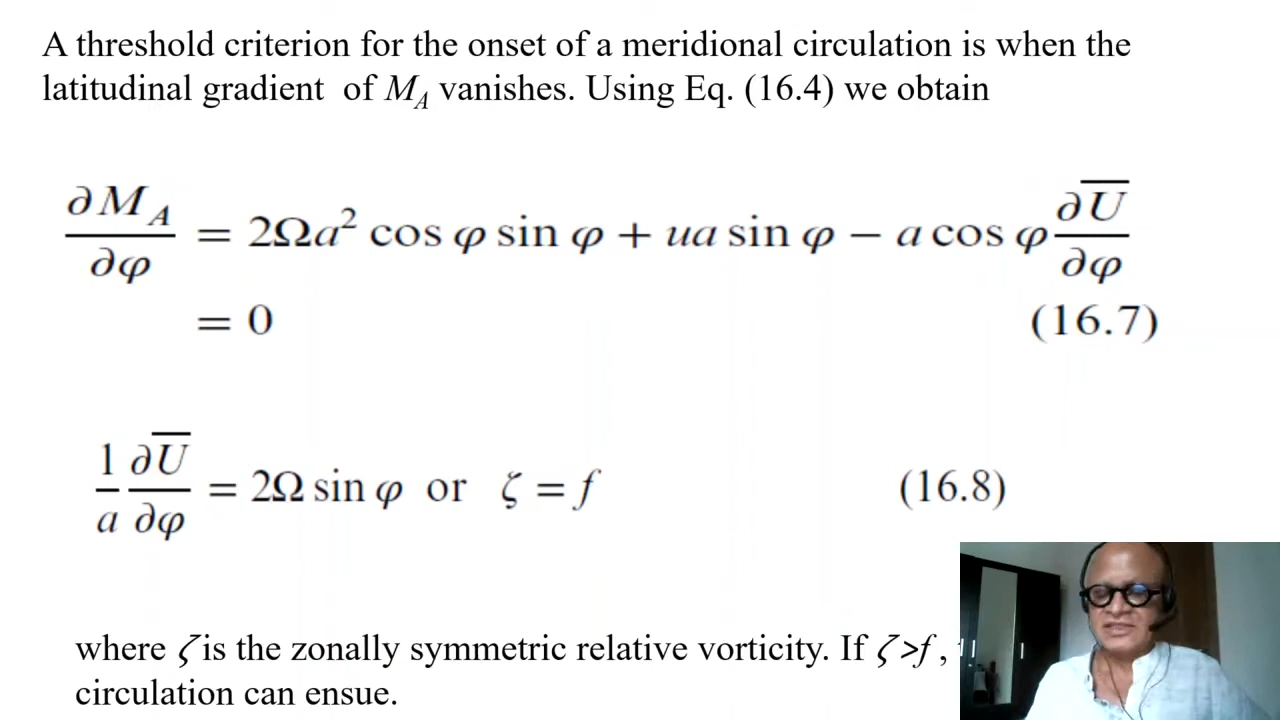 A threshold criterion for the onset of a meridional circulation is when the
latitudinal gradient of M_A vanishes. Using Eq. (16.4) we obtain
∂M_A/∂φ = 2Ωa² cos φ sin φ + ua sin φ − a cos φ ∂U̅/∂φ
= 0 (16.7)
1/a ∂U̅/∂φ = 2Ω sin φ or ζ = f (16.8)
where ζ is the zonally symmetric relative vorticity. If ζ >f ,
circulation can ensue.